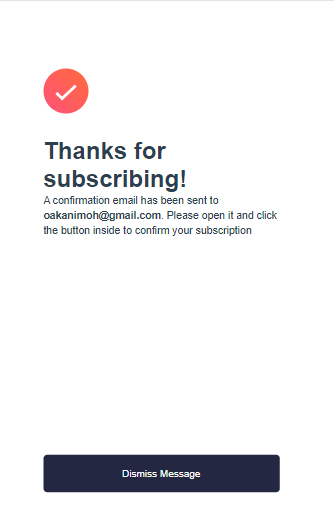 Thanks for
subscribing!
A confirmation email has been sent to
oakanimoh@gmail.com. Please open it and click
the button inside to confirm your subscription
Dismiss Message